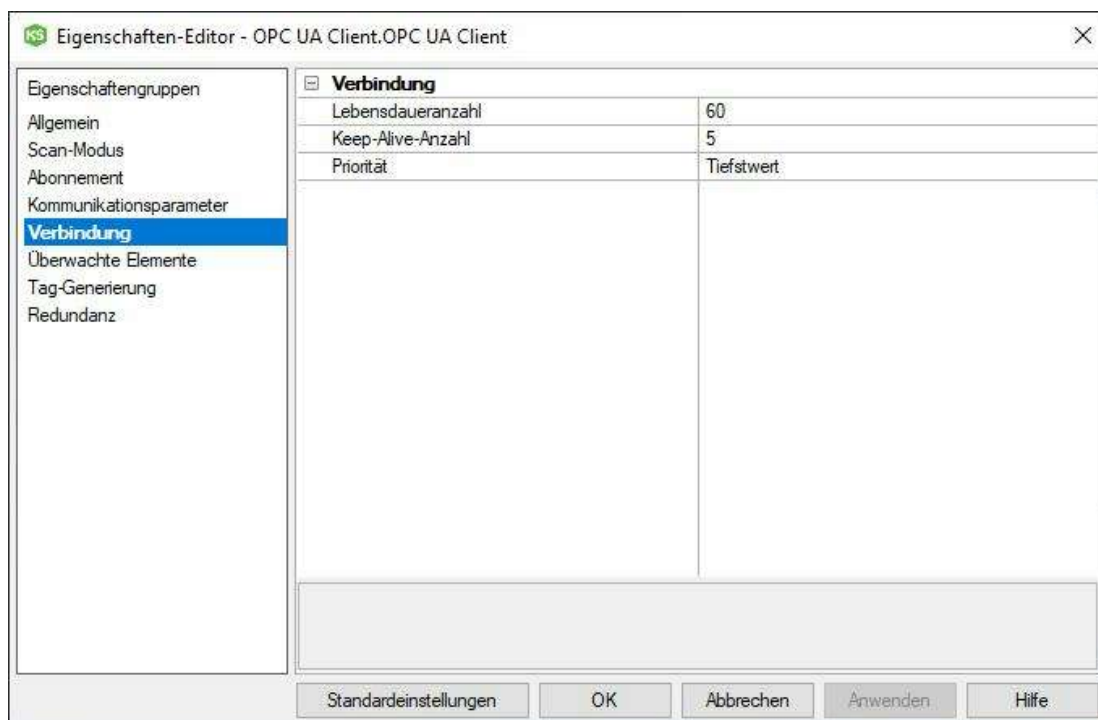 KS Eigenschaften-Editor - OPC UA Client.OPC UA Client
Eigenschaftengruppen
Allgemein
Scan-Modus
Abonnement
Kommunikationsparameter
Verbindung
Überwachte Elemente
Tag-Generierung
Redundanz
Verbindung
Lebensdaueranzahl 60
Keep-Alive-Anzahl 5
Priorität Tiefstwert
Standardeinstellungen OK Abbrechen Anwenden Hilfe